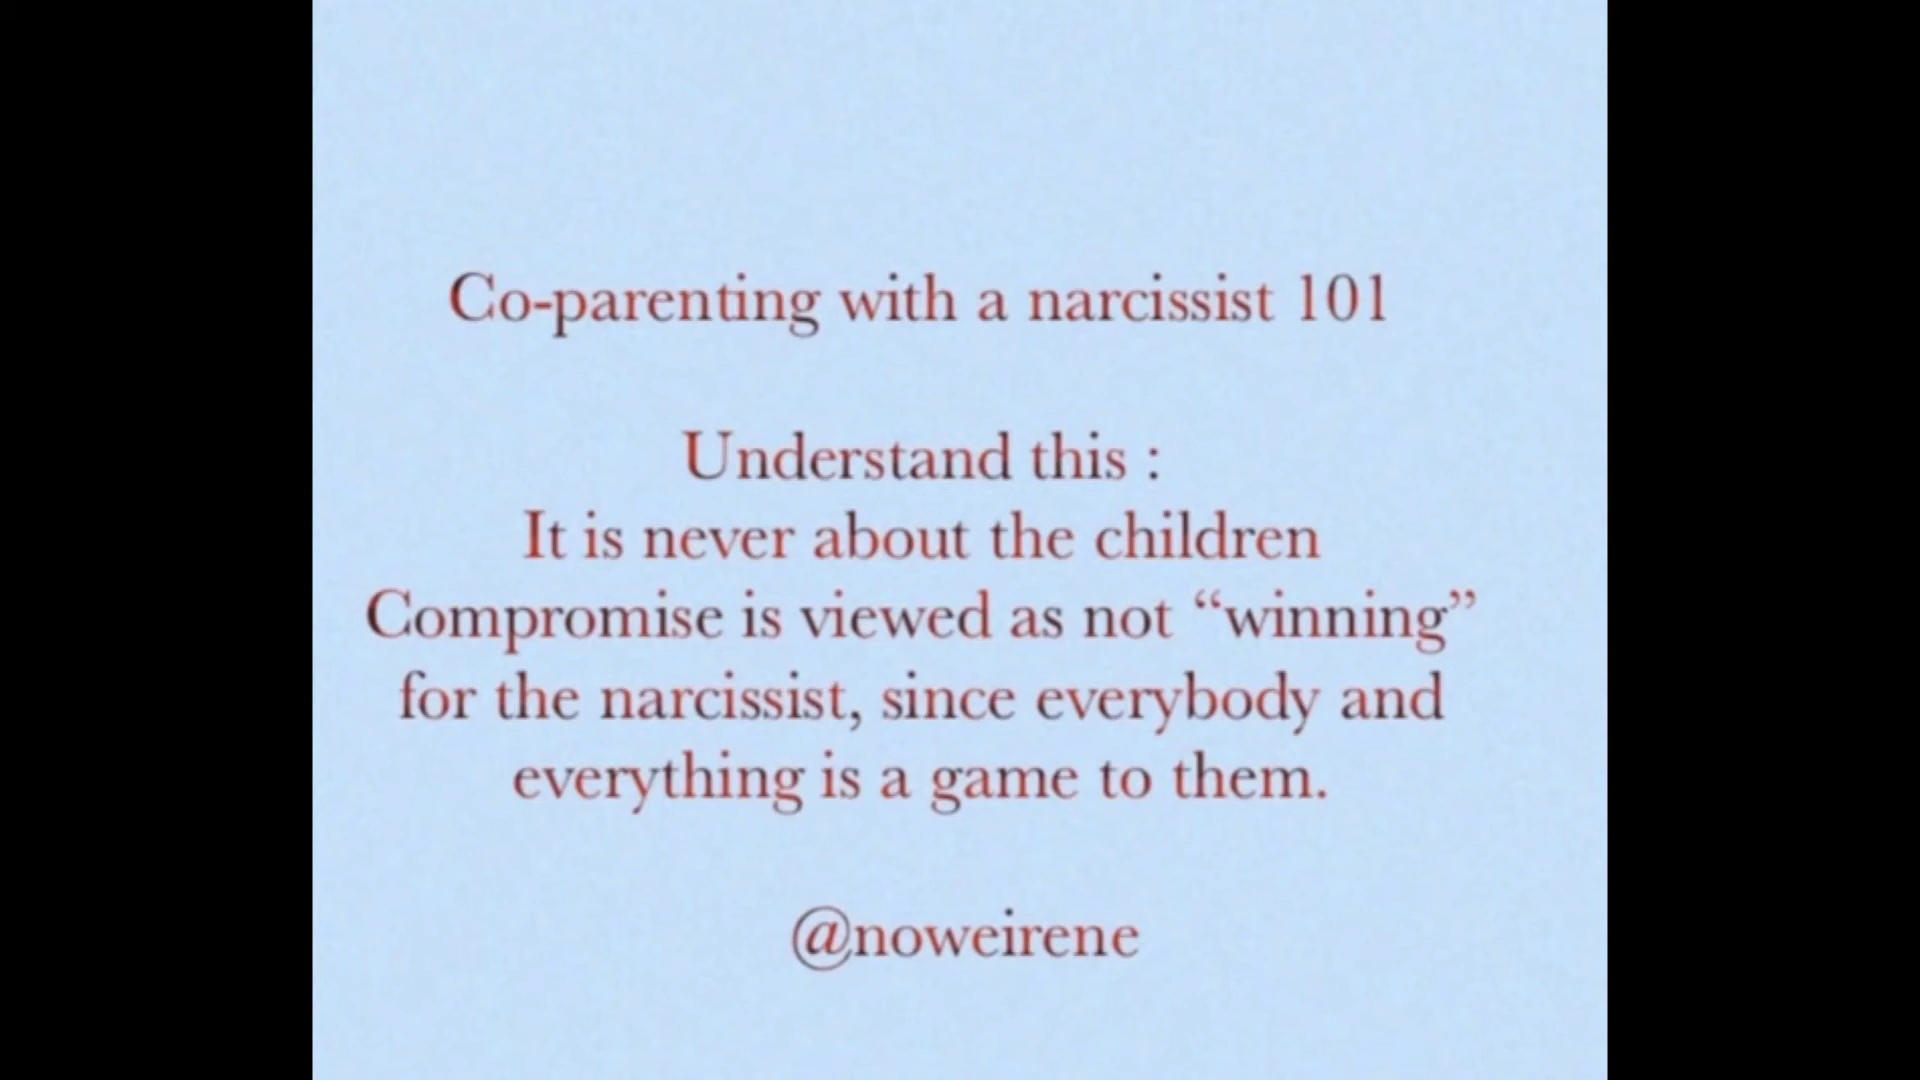 Co-parenting with a narcissist 101
Understand this :
It is never about the children
Compromise is viewed as not “winning”
for the narcissist, since everybody and
everything is a game to them.
@noweirene